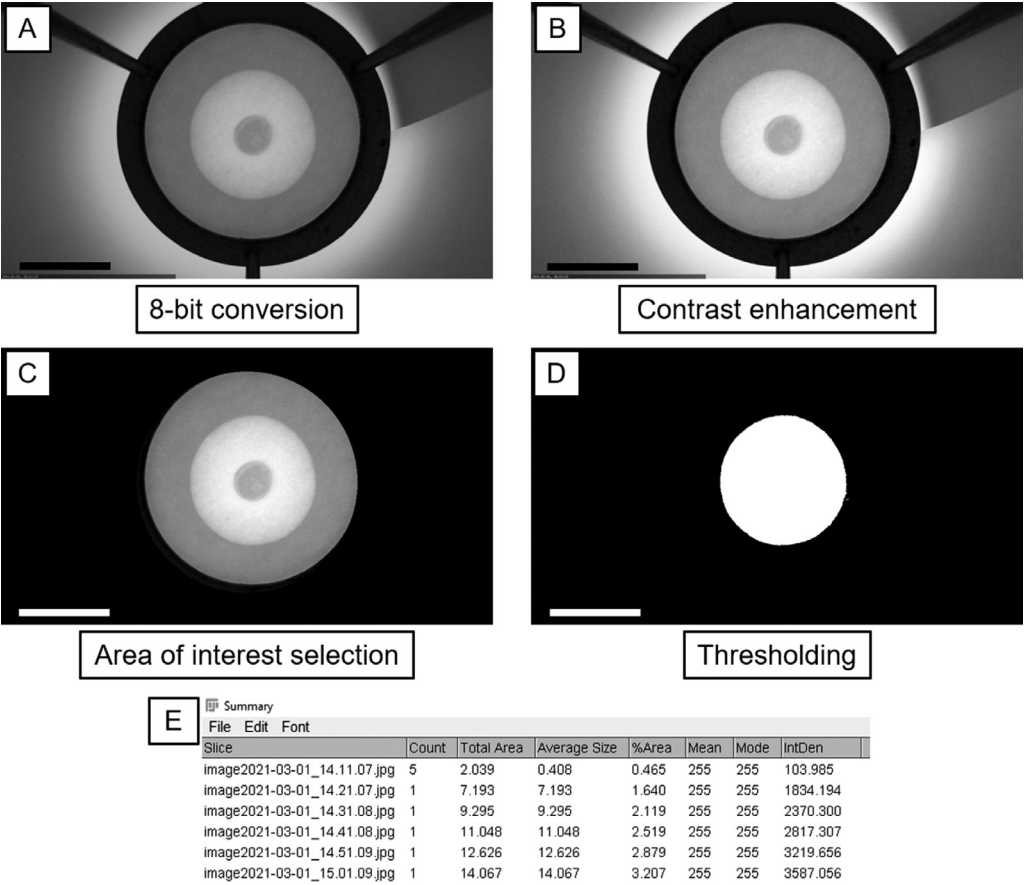 A
B
8-bit conversion
Contrast enhancement
C
D
Area of interest selection
Thresholding
E
Summary
File Edit Font
Slice Count Total Area Average Size %Area Mean Mode IntDen
image2021-03-01_14.11.07.jpg 5 2.039 0.408 0.465 255 255 103.985
image2021-03-01_14.21.07.jpg 1 7.193 7.193 1.640 255 255 1834.194
image2021-03-01_14.31.08.jpg 1 9.295 9.295 2.119 255 255 2370.300
image2021-03-01_14.41.08.jpg 1 11.048 11.048 2.519 255 255 2817.307
image2021-03-01_14.51.09.jpg 1 12.626 12.626 2.879 255 255 3219.656
image2021-03-01_15.01.09.jpg 1 14.067 14.067 3.207 255 255 3587.056